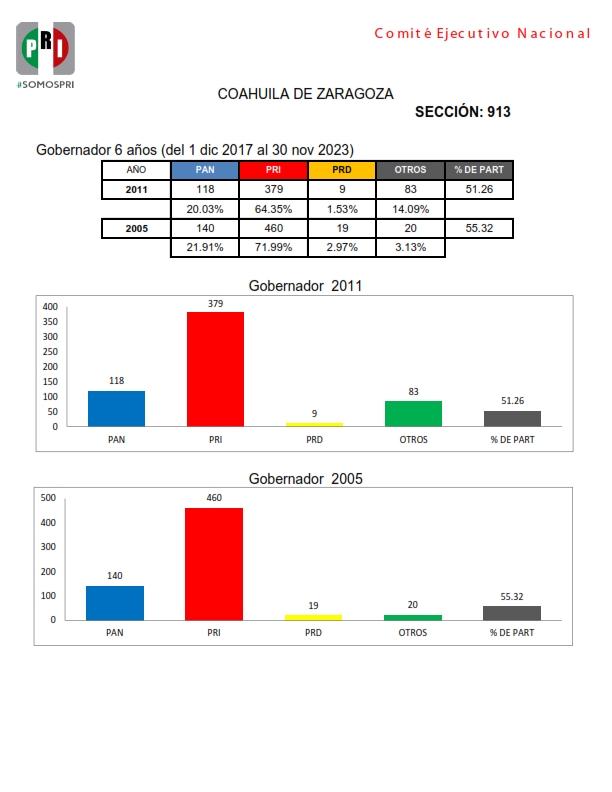 Comité Ejecutivo Nacional
PRI
#SOMOSPRI
COAHUILA DE ZARAGOZA
SECCIÓN: 913
Gobernador 6 años (del 1 dic 2017 al 30 nov 2023)
AÑO PAN PRI PRD OTROS % DE PART
2011 118 379 9 83 51.26
20.03% 64.35% 1.53% 14.09%
2005 140 460 19 20 55.32
21.91% 71.99% 2.97% 3.13%
Gobernador 2011
400
350
300
250
200
150
100
50
0
118
379
9
83
51.26
PAN PRI PRD OTROS % DE PART
Gobernador 2005
500
400
300
200
100
0
140
460
19
20
55.32
PAN PRI PRD OTROS % DE PART